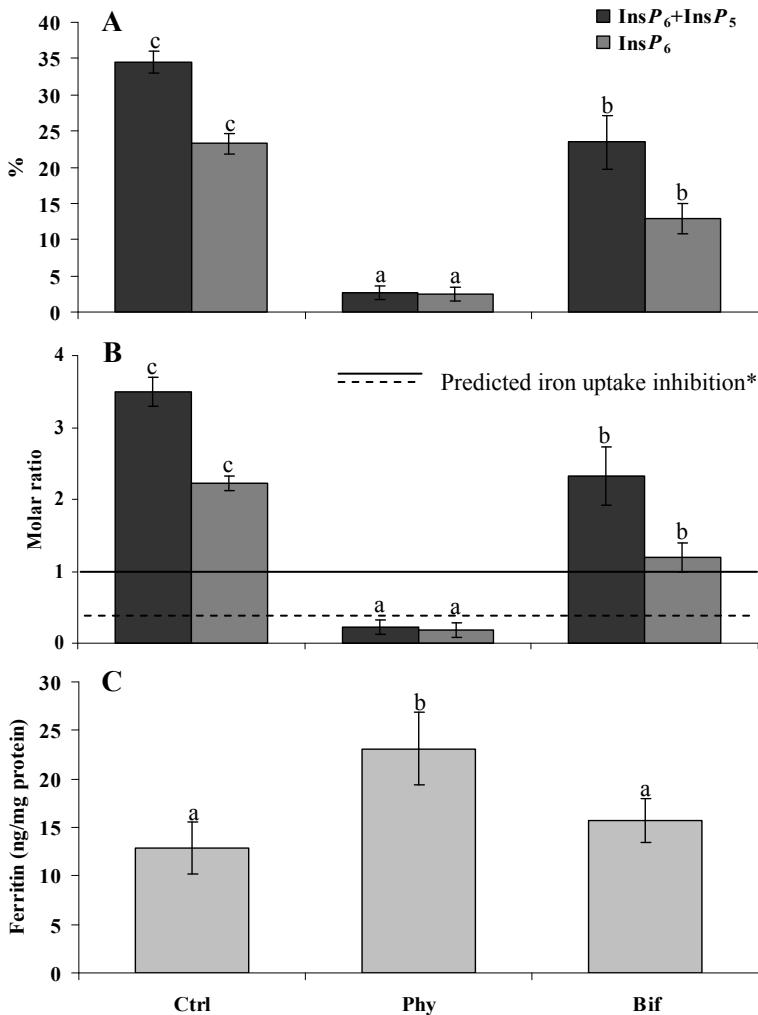 A
InsP₆+InsP₅
InsP₆
40
35
30
25
20
15
10
5
0
%
c
c
a
a
b
b
B
Predicted iron uptake inhibition*
4
3
2
1
0
Molar ratio
c
c
a
a
b
b
C
30
25
20
15
10
5
0
Ferritin (ng/mg protein)
a
b
a
Ctrl Phy Bif